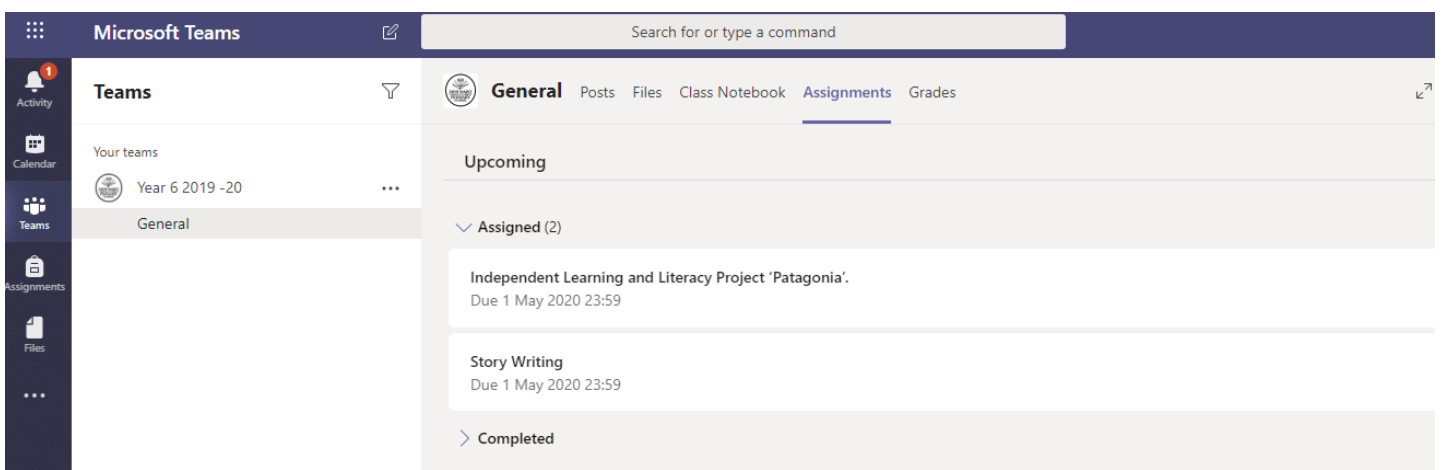 Microsoft Teams
Search for or type a command
1
Activity
Calendar
Teams
Assignments
Files
Teams
Your teams
Year 6 2019 -20
General
General Posts Files Class Notebook Assignments Grades
Upcoming
Assigned (2)
Independent Learning and Literacy Project ‘Patagonia’.
Due 1 May 2020 23:59
Story Writing
Due 1 May 2020 23:59
Completed